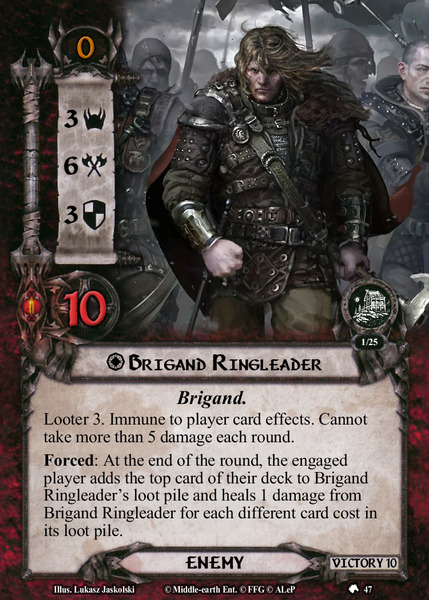 0
3
6
3
10
1/25
Brigand Ringleader
Brigand.
Looter 3. Immune to player card effects. Cannot
take more than 5 damage each round.
Forced: At the end of the round, the engaged
player adds the top card of their deck to Brigand
Ringleader's loot pile and heals 1 damage from
Brigand Ringleader for each different card cost in
its loot pile.
ENEMY
VICTORY 10
Illus. Lukasz Jaskolski
© Middle-earth Ent. © FFG © ALeP
47